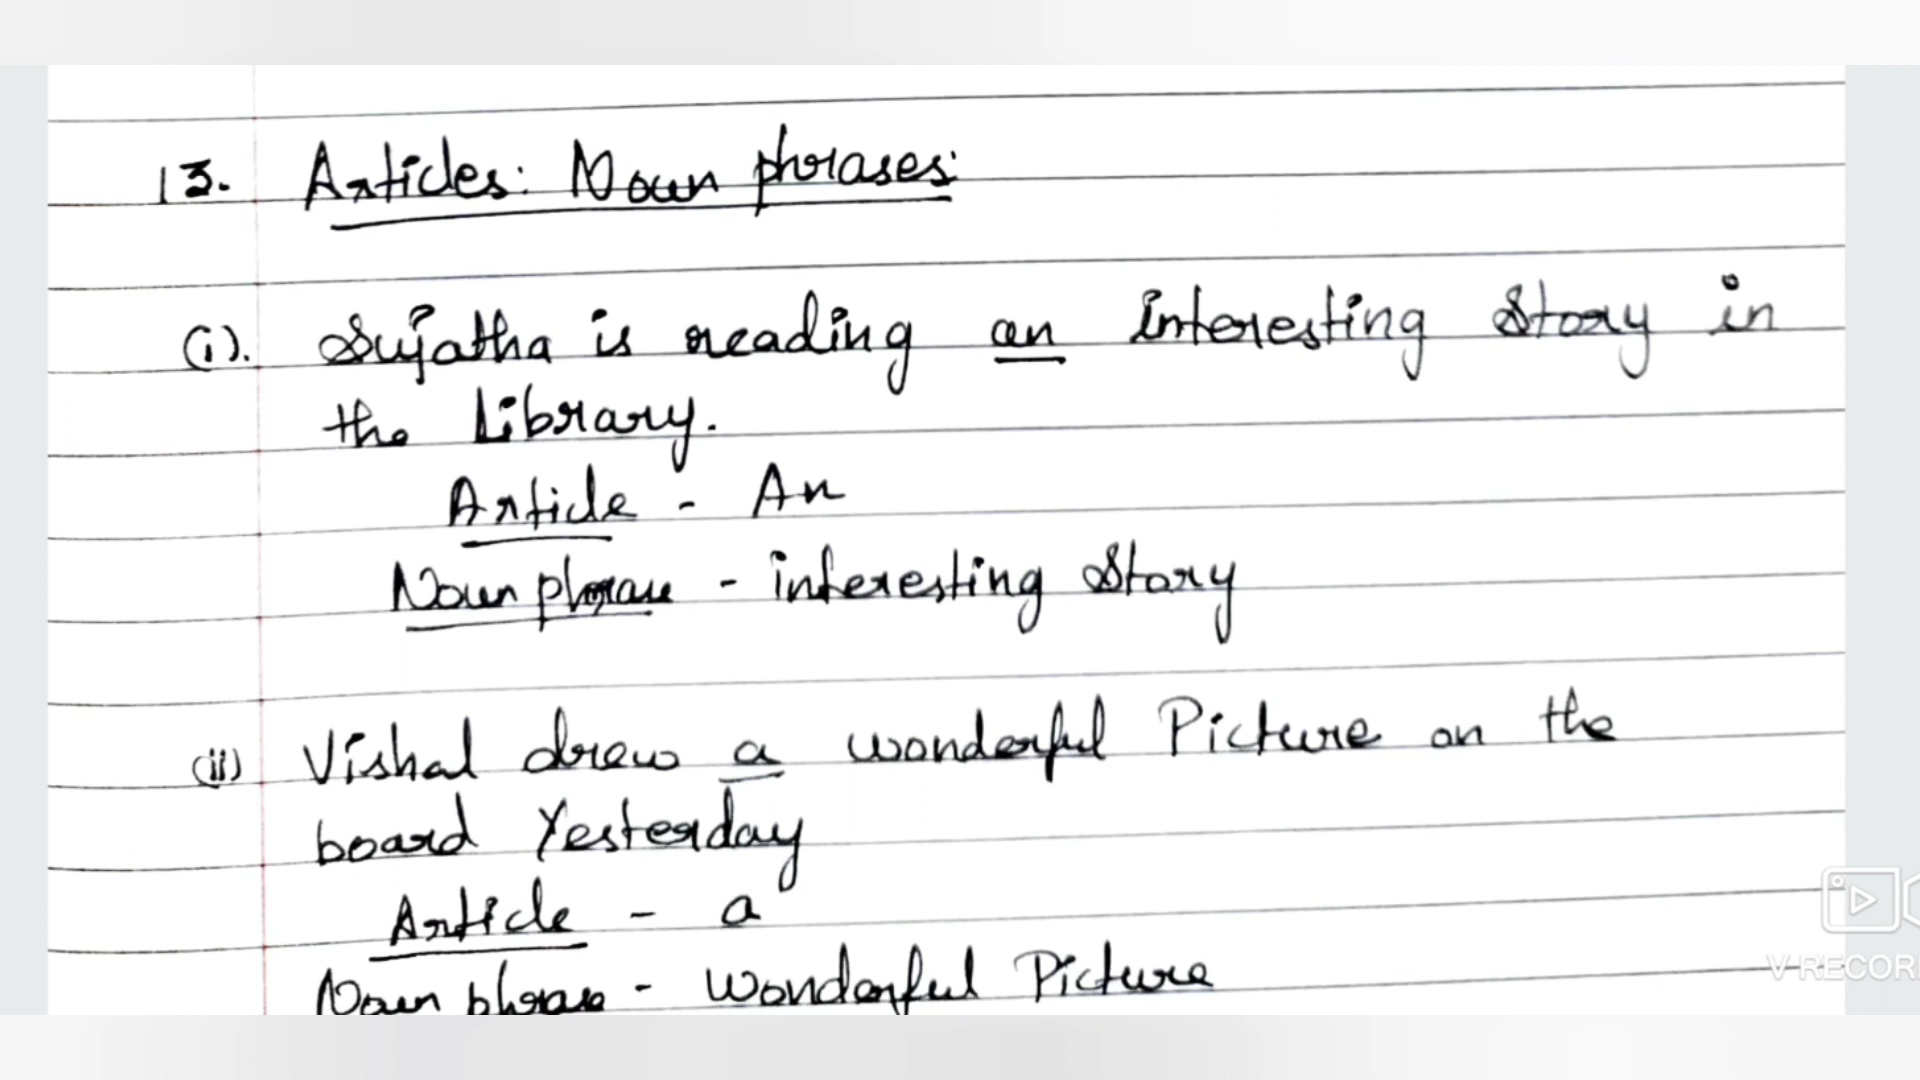 13. Articles: Noun phrases:
(i). Sujatha is reading an interesting Story in
the Library.
Article - An
Noun phrase - interesting Story
(ii) Vishal drew a wonderful Picture on the
board Yesterday
Article - a
Noun phrase - Wonderful Picture
V RECOR